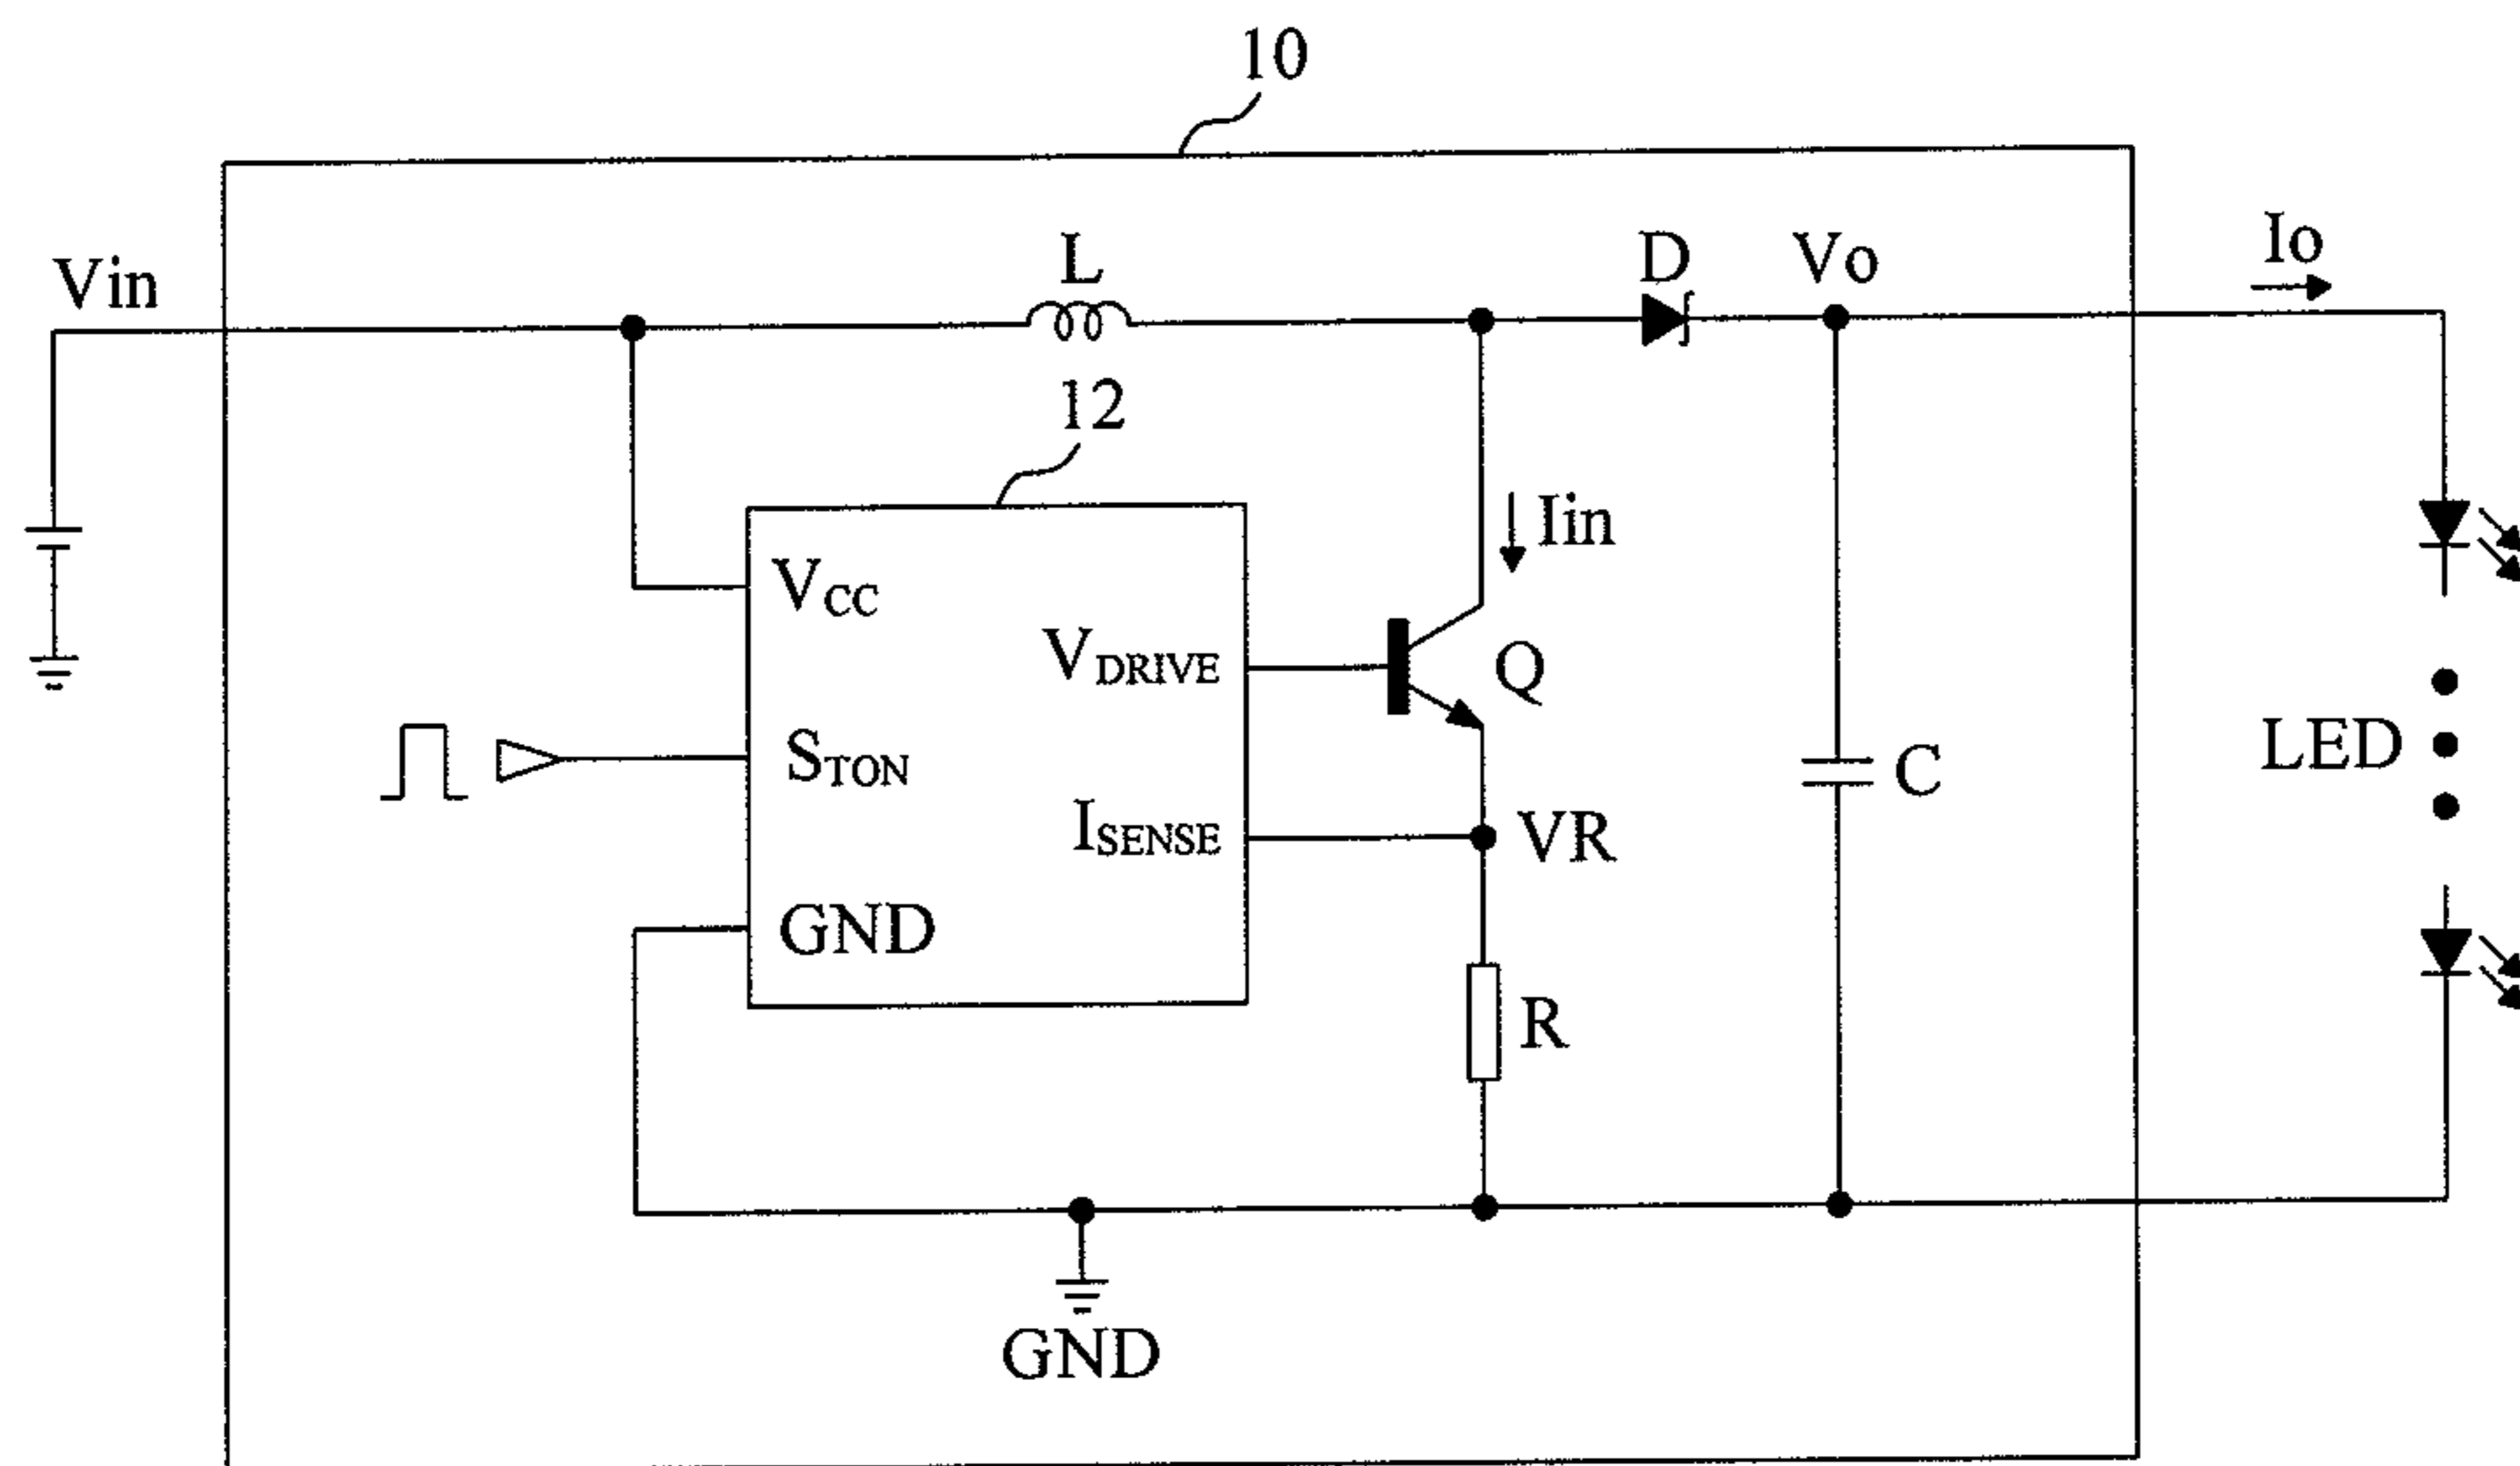 10
Vin
L
D
Vo
Io
12
Iin
VCC
VDRIVE
Q
STON
LED
C
ISENSE
VR
GND
R
GND